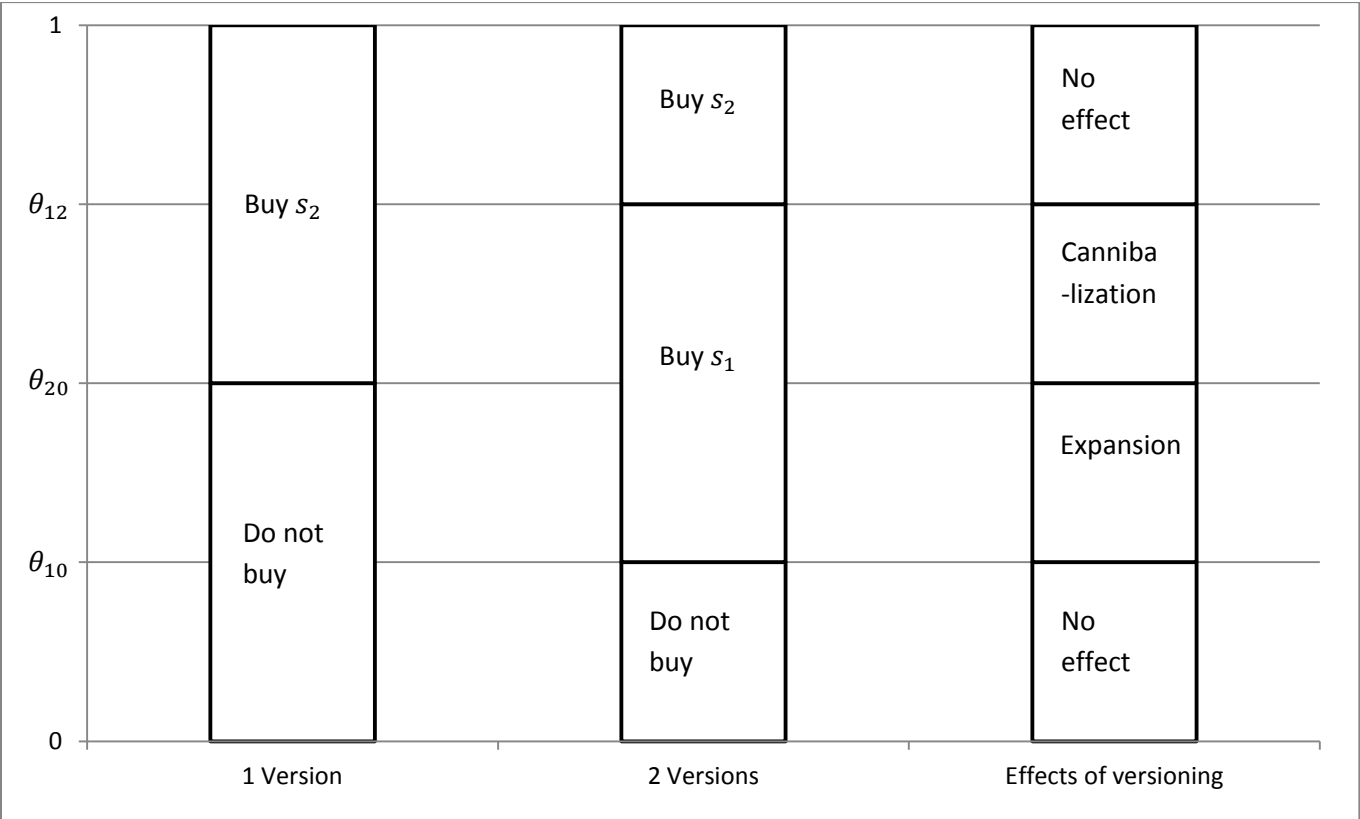 1
θ₁₂
θ₂₀
θ₁₀
0
Buy s₂
Do not
buy
Buy s₂
Buy s₁
Do not
buy
No
effect
Canniba
-lization
Expansion
No
effect
1 Version
2 Versions
Effects of versioning